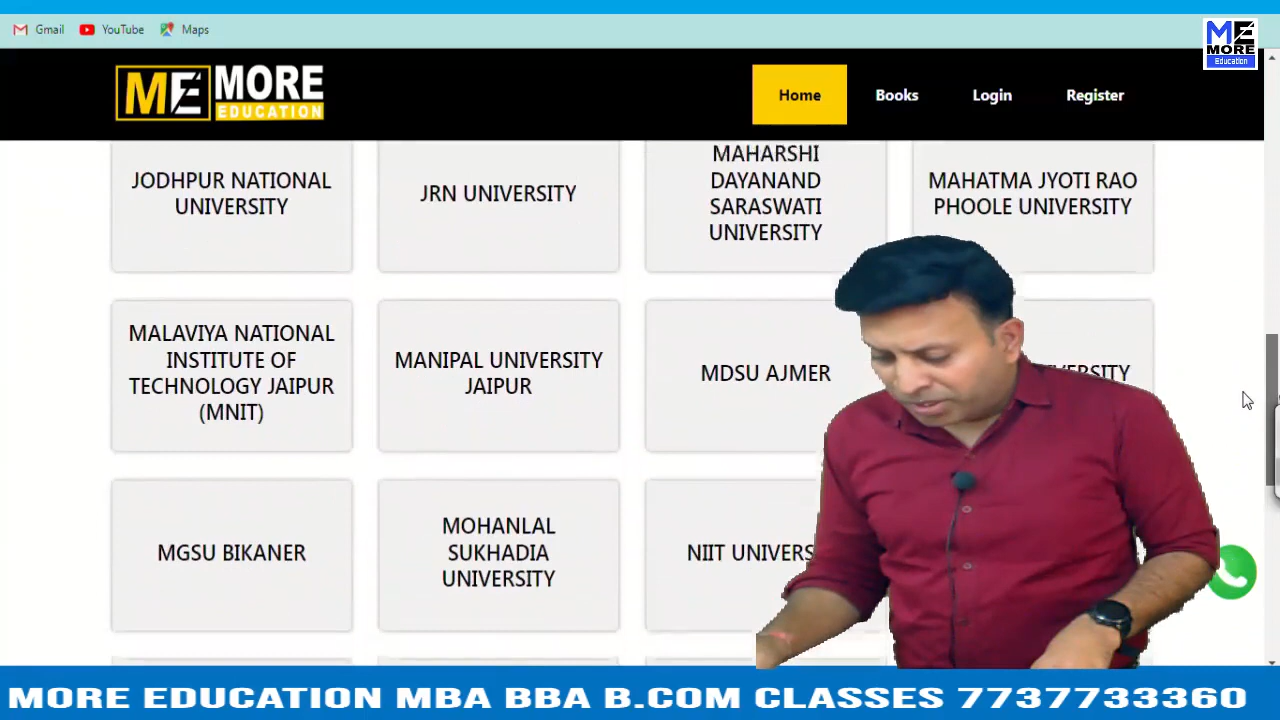 Gmail
YouTube
Maps
ME
MORE
Education
ME MORE
EDUCATION
Home
Books
Login
Register
JODHPUR NATIONAL
UNIVERSITY
JRN UNIVERSITY
MAHARSHI
DAYANAND
SARASWATI
UNIVERSITY
MAHATMA JYOTI RAO
PHOOLE UNIVERSITY
MALAVIYA NATIONAL
INSTITUTE OF
TECHNOLOGY JAIPUR
(MNIT)
MANIPAL UNIVERSITY
JAIPUR
MDSU AJMER
MGSU BIKANER
MOHANLAL
SUKHADIA
UNIVERSITY
NIIT
MORE EDUCATION MBA BBA B.COM CLASSES 7737733360